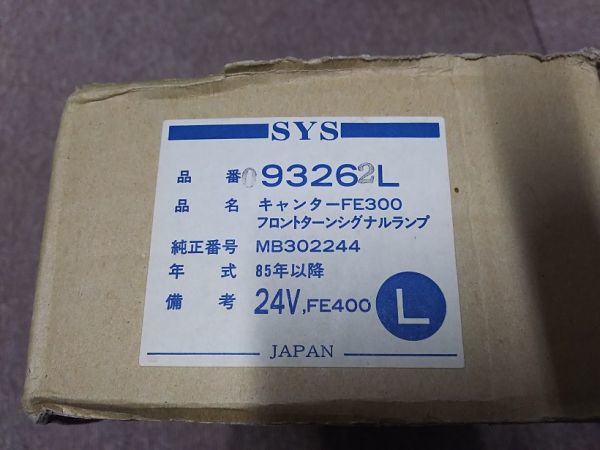 SYS
品 番 093262L
品 名 キャンターFE300
フロントターンシグナルランプ
純正番号 MB302244
年 式 85年以降
備 考 24V,FE400 L
JAPAN